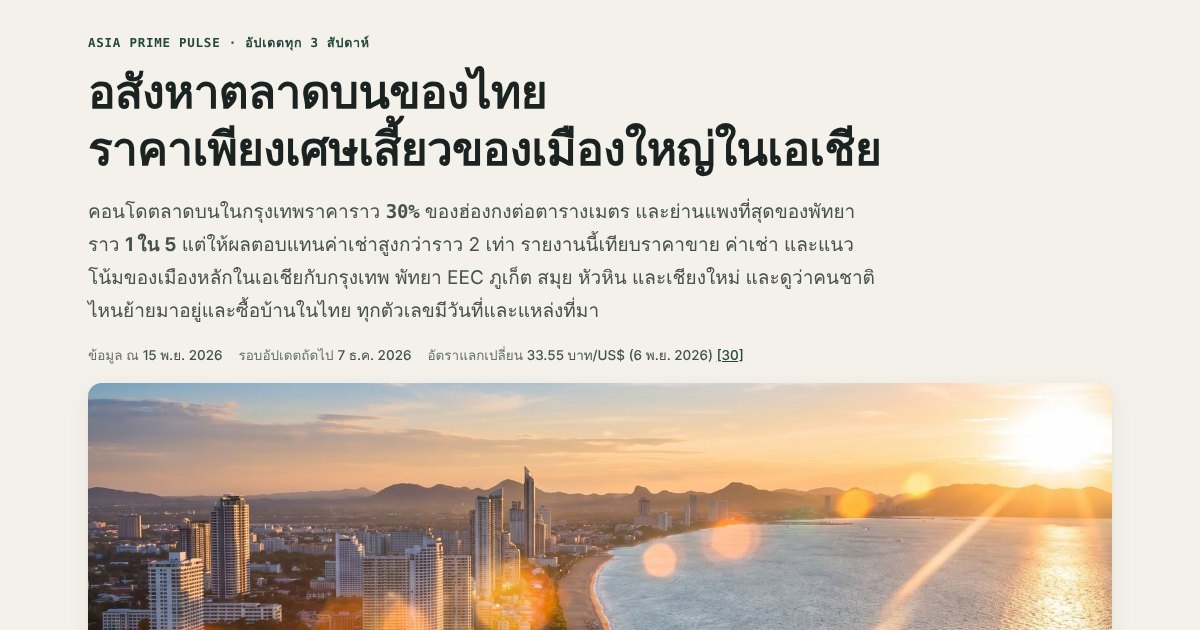 ASIA PRIME PULSE · อัปเดตทุก 3 สัปดาห์
อสังหาตลาดบนของไทย
ราคาเพียงเศษเสี้ยวของเมืองใหญ่ในเอเชีย
คอนโดตลาดบนในกรุงเทพราคาราว 30% ของฮ่องกงต่อตารางเมตร และย่านแพงที่สุดของพัทยา
ราว 1 ใน 5 แต่ให้ผลตอบแทนค่าเช่าสูงกว่าราว 2 เท่า รายงานนี้เทียบราคาขาย ค่าเช่า และแนว
โน้มของเมืองหลักในเอเชียกับกรุงเทพ พัทยา EEC ภูเก็ต สมุย หัวหิน และเชียงใหม่ และดูว่าคนชาติ
ไหนย้ายมาอยู่และซื้อบ้านในไทย ทุกตัวเลขมีวันที่และแหล่งที่มา
ข้อมูล ณ 15 พ.ย. 2026 รอบอัปเดตถัดไป 7 ธ.ค. 2026 อัตราแลกเปลี่ยน 33.55 บาท/US$ (6 พ.ย. 2026) [30]